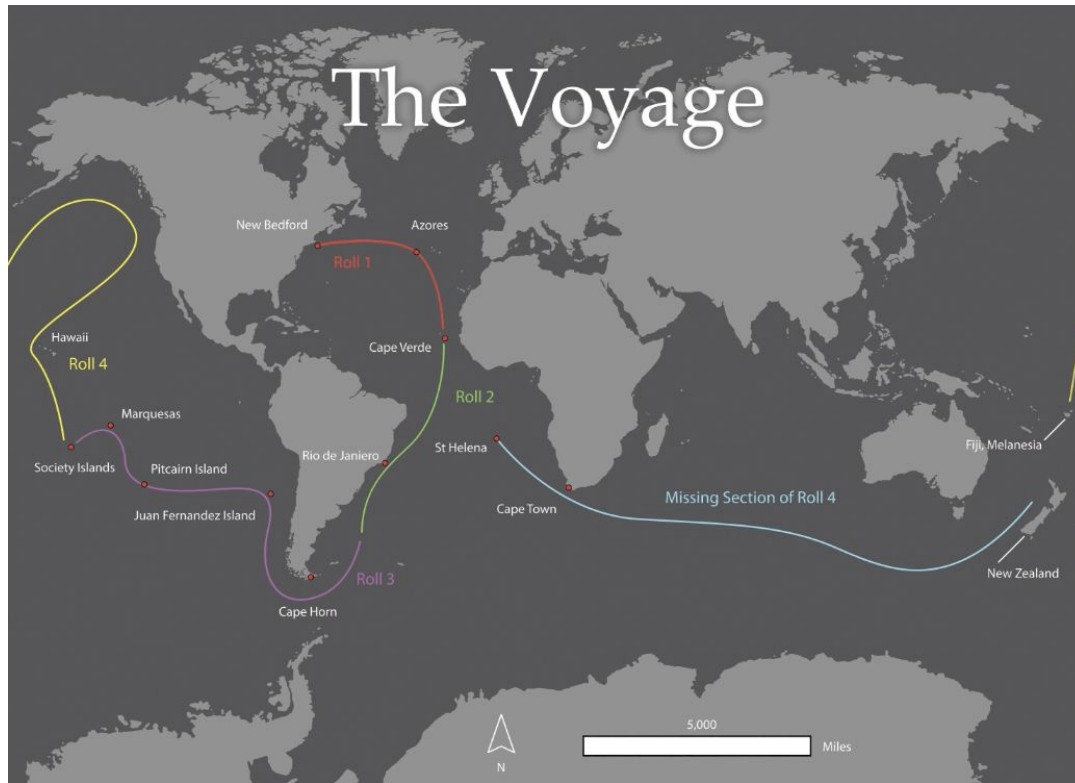 The Voyage
New Bedford
Azores
Roll 1
Hawaii
Cape Verde
Roll 4
Roll 2
Marquesas
Society Islands
Pitcairn Island
Rio de Janiero
St Helena
Fiji, Melanesia
Juan Fernandez Island
Cape Town
Missing Section of Roll 4
Roll 3
New Zealand
Cape Horn
5,000
Miles
N